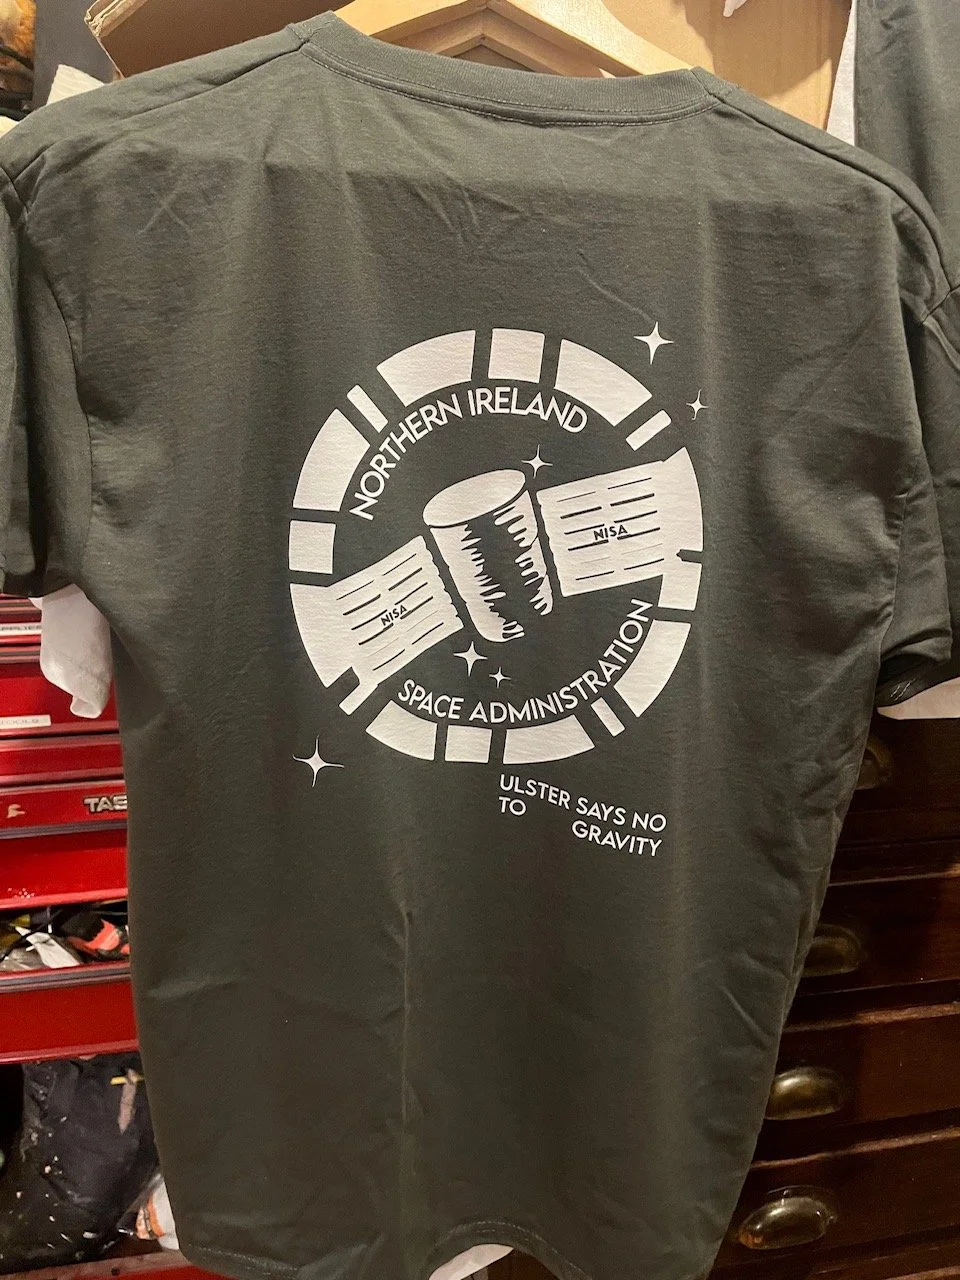 NORTHERN IRELAND
NISA
NISA
SPACE ADMINISTRATION
ULSTER SAYS NO
TO GRAVITY